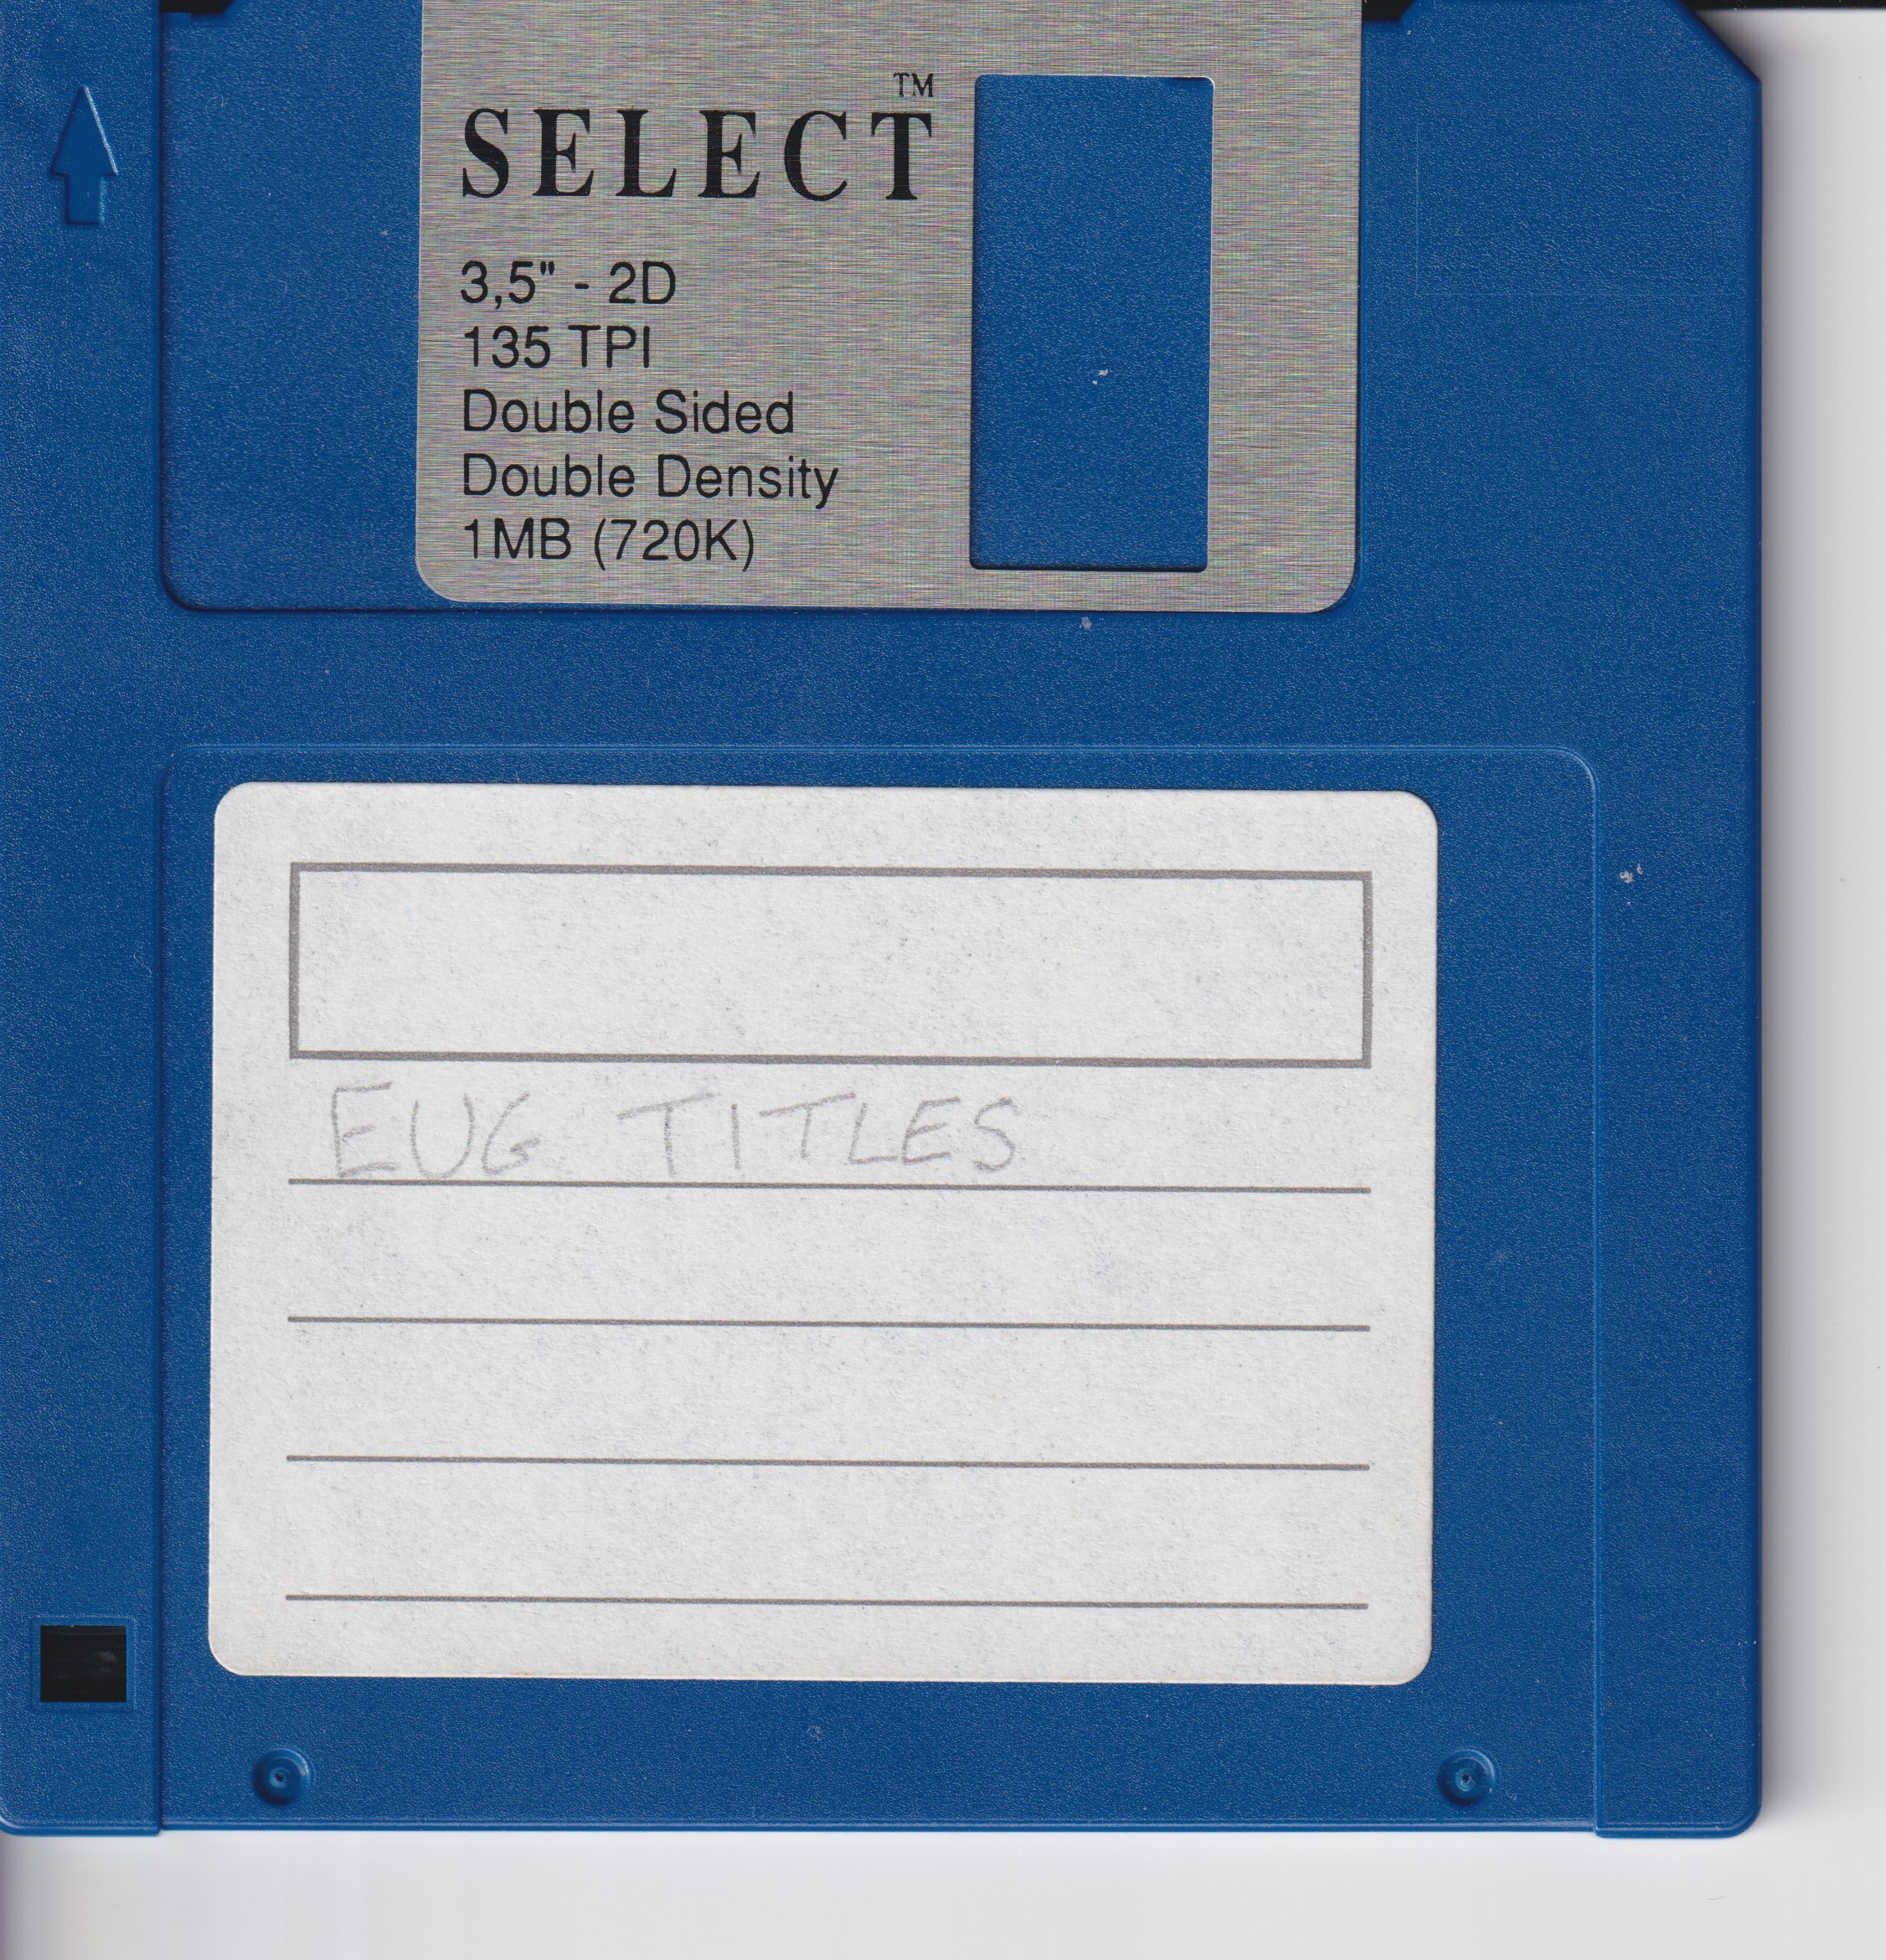 SELECT™
3,5" - 2D
135 TPI
Double Sided
Double Density
1MB (720K)
EUG TITLES